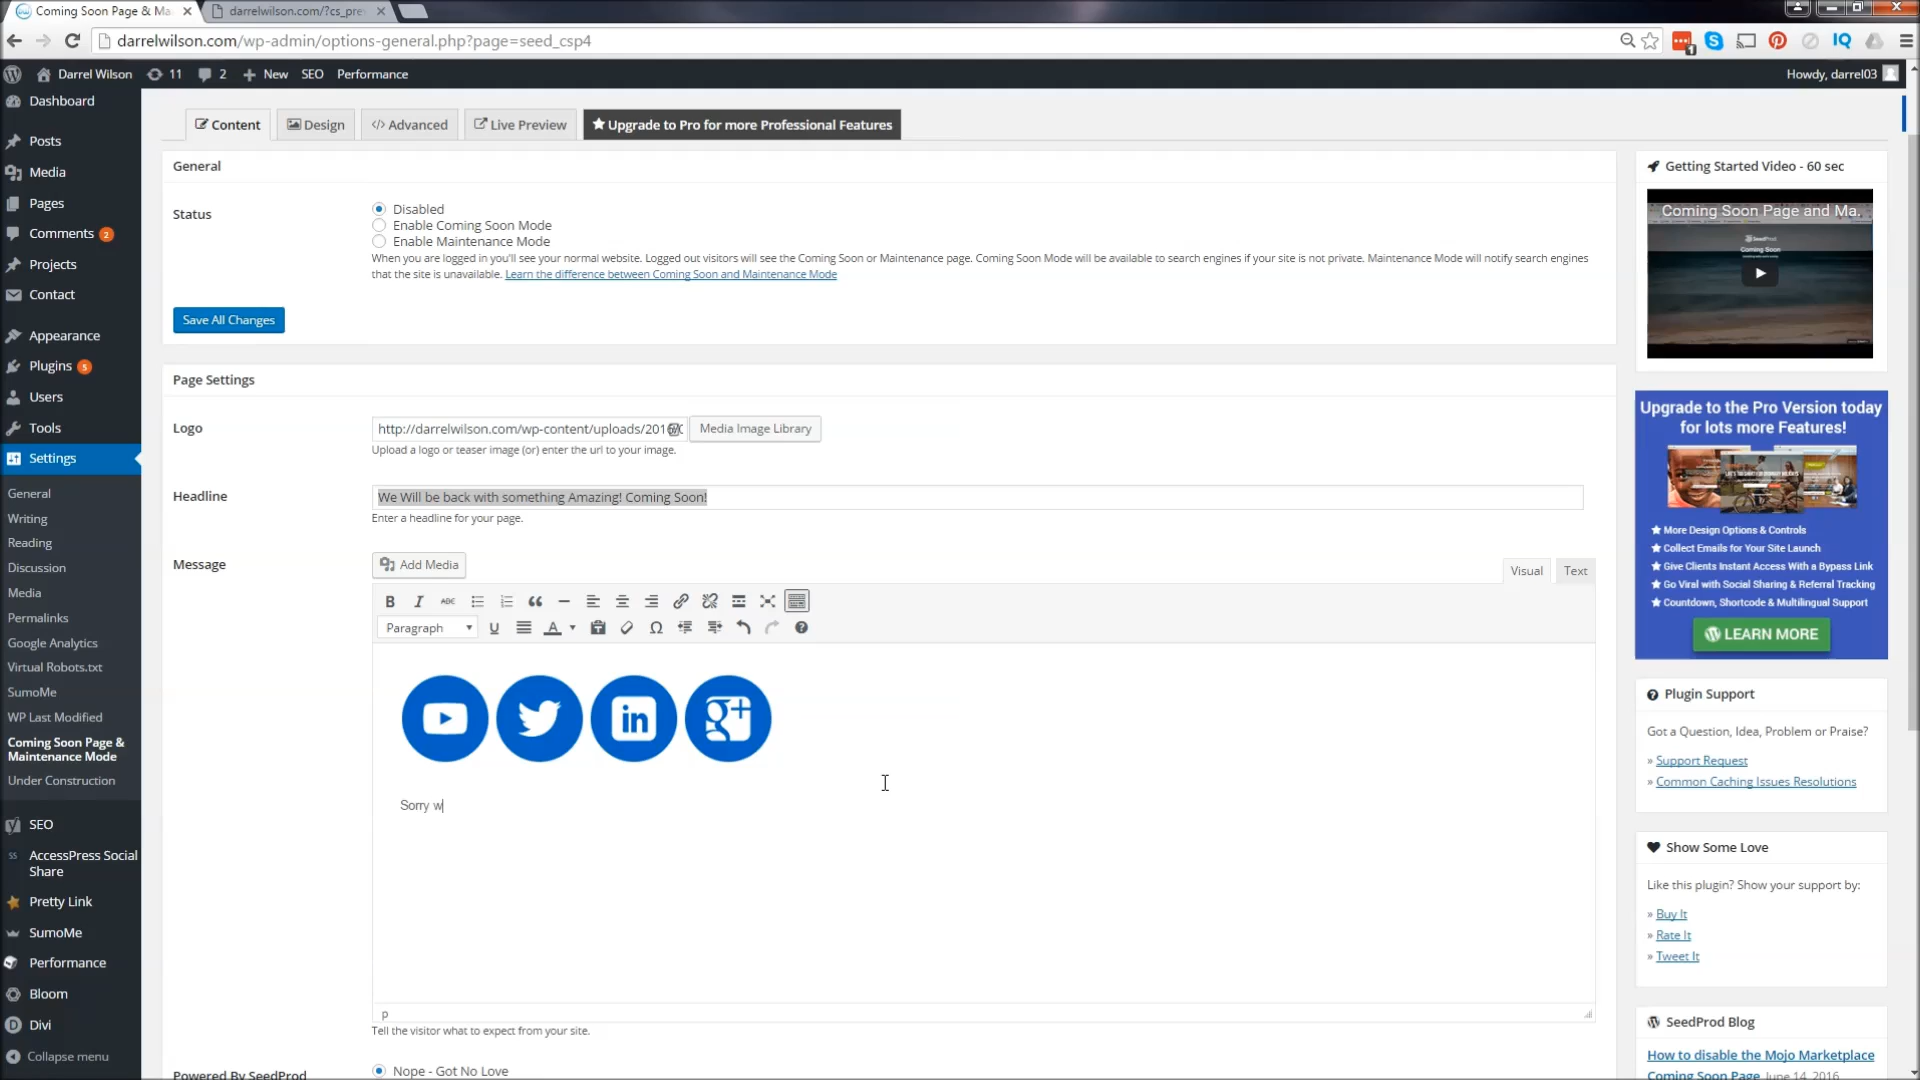 Coming Soon Page & Ma
darrelwilson.com/?cs_pre
darrelwilson.com/wp-admin/options-general.php?page=seed_csp4
Darrel Wilson
11
2
New
SEO
Performance
Howdy, darrel03
Dashboard
Posts
Media
Pages
Comments 2
Projects
Contact
Appearance
Plugins 5
Users
Tools
Settings
General
Writing
Reading
Discussion
Media
Permalinks
Google Analytics
Virtual Robots.txt
SumoMe
WP Last Modified
Coming Soon Page &
Maintenance Mode
Under Construction
SEO
AccessPress Social
Share
Pretty Link
SumoMe
Performance
Bloom
Divi
Collapse menu
Content
Design
</> Advanced
Live Preview
Upgrade to Pro for more Professional Features
General
Status
Disabled
Enable Coming Soon Mode
Enable Maintenance Mode
When you are logged in you'll see your normal website. Logged out visitors will see the Coming Soon or Maintenance page. Coming Soon Mode will be available to search engines if your site is not private. Maintenance Mode will notify search engines
that the site is unavailable. Learn the difference between Coming Soon and Maintenance Mode
Save All Changes
Page Settings
Logo
http://darrelwilson.com/wp-content/uploads/2016/
Media Image Library
Upload a logo or teaser image (or) enter the url to your image.
Headline
We Will be back with something Amazing! Coming Soon!
Enter a headline for your page.
Message
Add Media
Visual
Text
B I ABC
Paragraph
U A Ω
in
g+
Sorry w
p
Tell the visitor what to expect from your site.
Powered By SeedProd
Nope - Got No Love
Getting Started Video - 60 sec
Coming Soon Page and Ma.
SeedProd
Coming Soon
Upgrade to the Pro Version today
for lots more Features!
More Design Options & Controls
Collect Emails for Your Site Launch
Give Clients Instant Access With a Bypass Link
Go Viral with Social Sharing & Referral Tracking
Countdown, Shortcode & Multilingual Support
LEARN MORE
Plugin Support
Got a Question, Idea, Problem or Praise?
» Support Request
» Common Caching Issues Resolutions
Show Some Love
Like this plugin? Show your support by:
» Buy It
» Rate It
» Tweet It
SeedProd Blog
How to disable the Mojo Marketplace
Coming Soon Page June 14, 2016